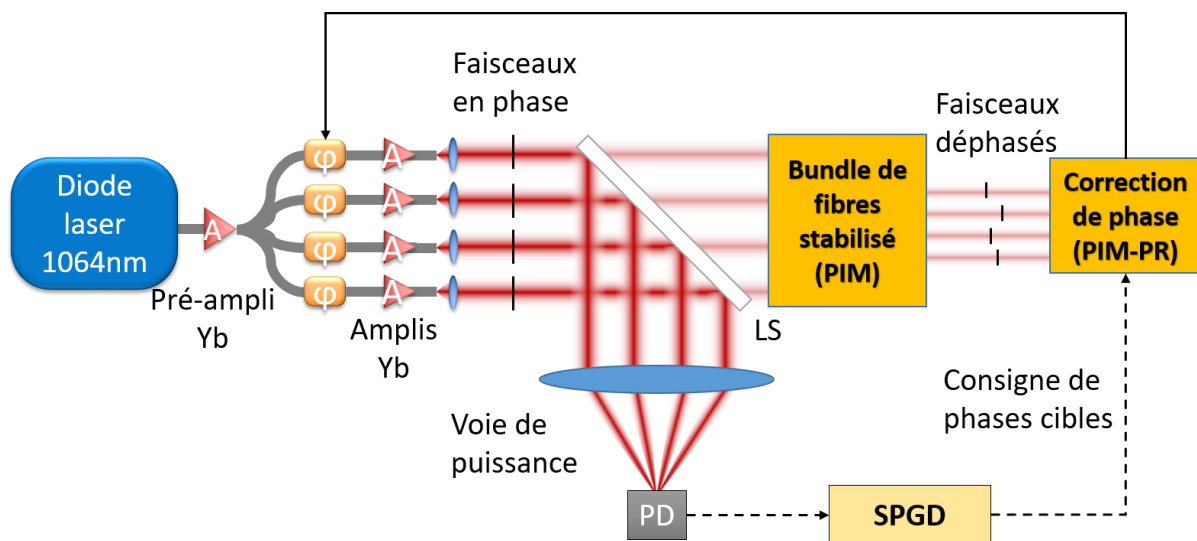 Diode
laser
1064nm
A
Pré-ampli
Yb
φ
φ
φ
φ
A
A
A
A
Amplis
Yb
Faisceaux
en phase
LS
Bundle de
fibres
stabilisé
(PIM)
Faisceaux
déphasés
Correction
de phase
(PIM-PR)
Voie de
puissance
PD
SPGD
Consigne de
phases cibles